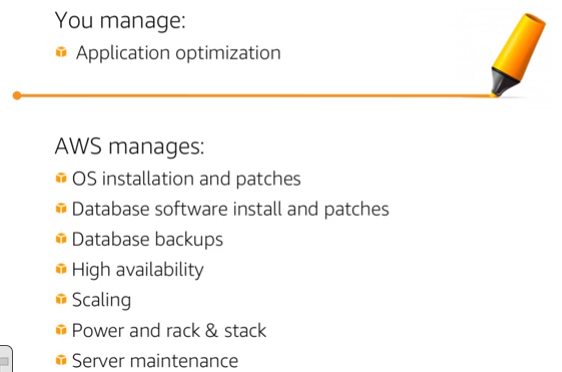 You manage:
Application optimization
AWS manages:
OS installation and patches
Database software install and patches
Database backups
High availability
Scaling
Power and rack & stack
Server maintenance